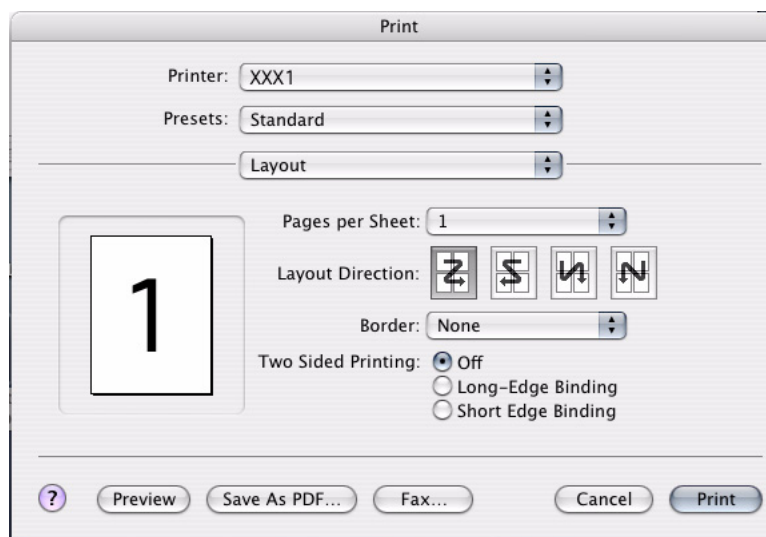 Print
Printer: XXX1
Presets: Standard
Layout
Pages per Sheet: 1
Layout Direction:
1
Border: None
Two Sided Printing: Off
Long-Edge Binding
Short Edge Binding
? Preview Save As PDF... Fax... Cancel Print